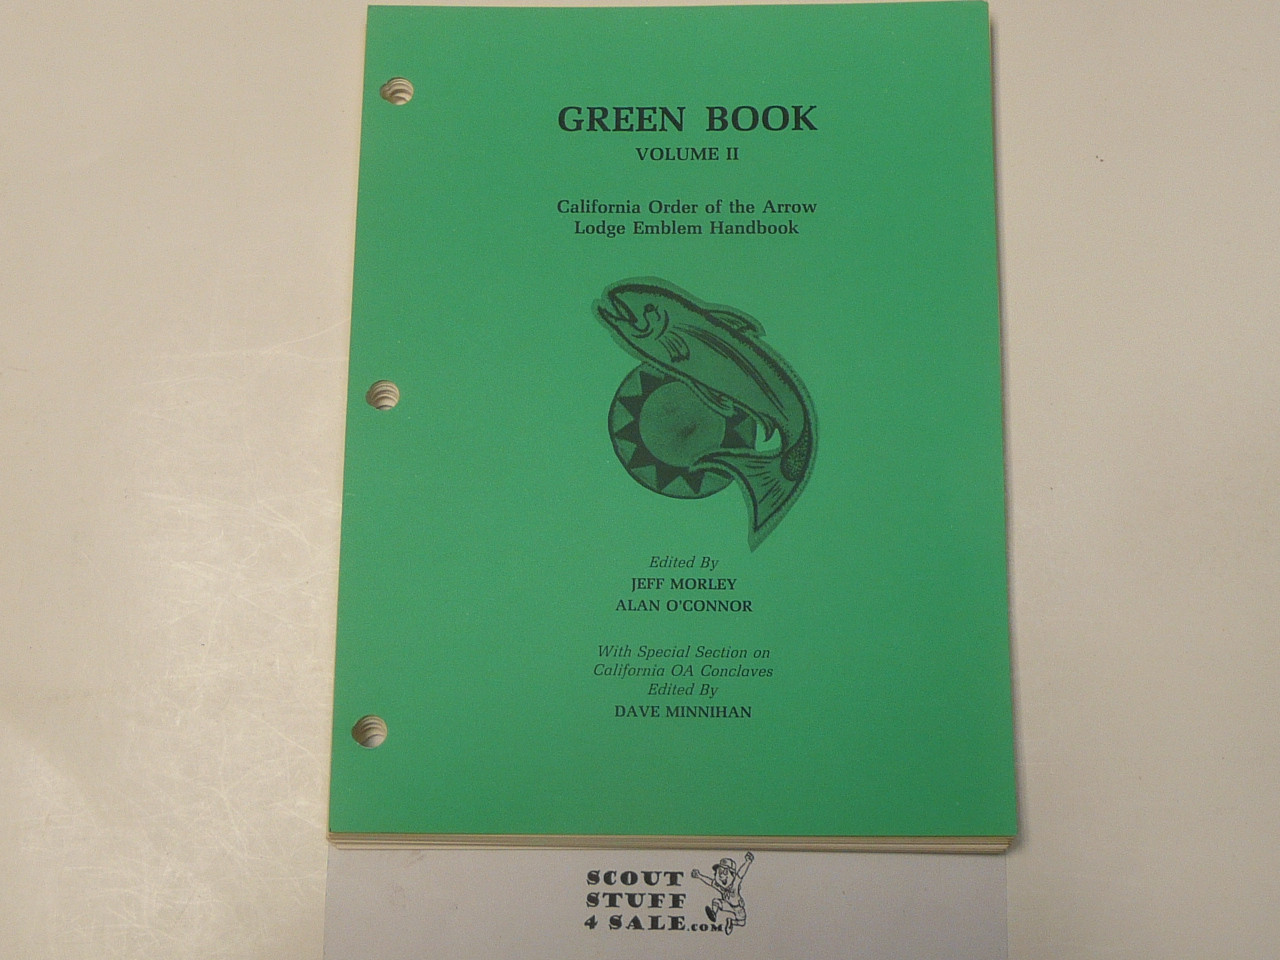 GREEN BOOK
VOLUME II
California Order of the Arrow
Lodge Emblem Handbook
Edited By
JEFF MORLEY
ALAN O'CONNOR
With Special Section on
California OA Conclaves
Edited By
DAVE MINNIHAN
SCOUT
STUFF
4 SALE.com